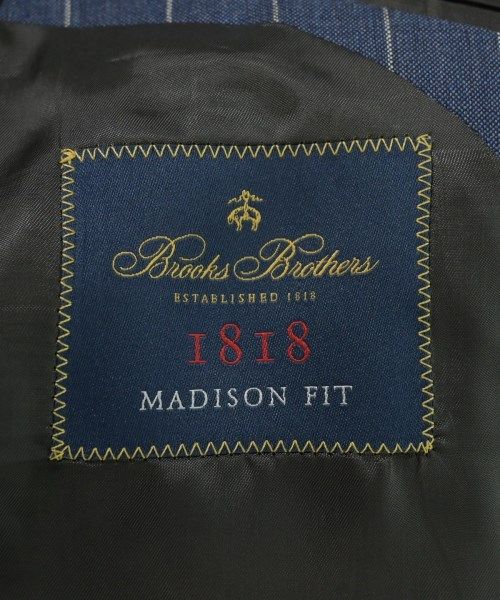 Brooks Brothers
ESTABLISHED 1818
1818
MADISON FIT